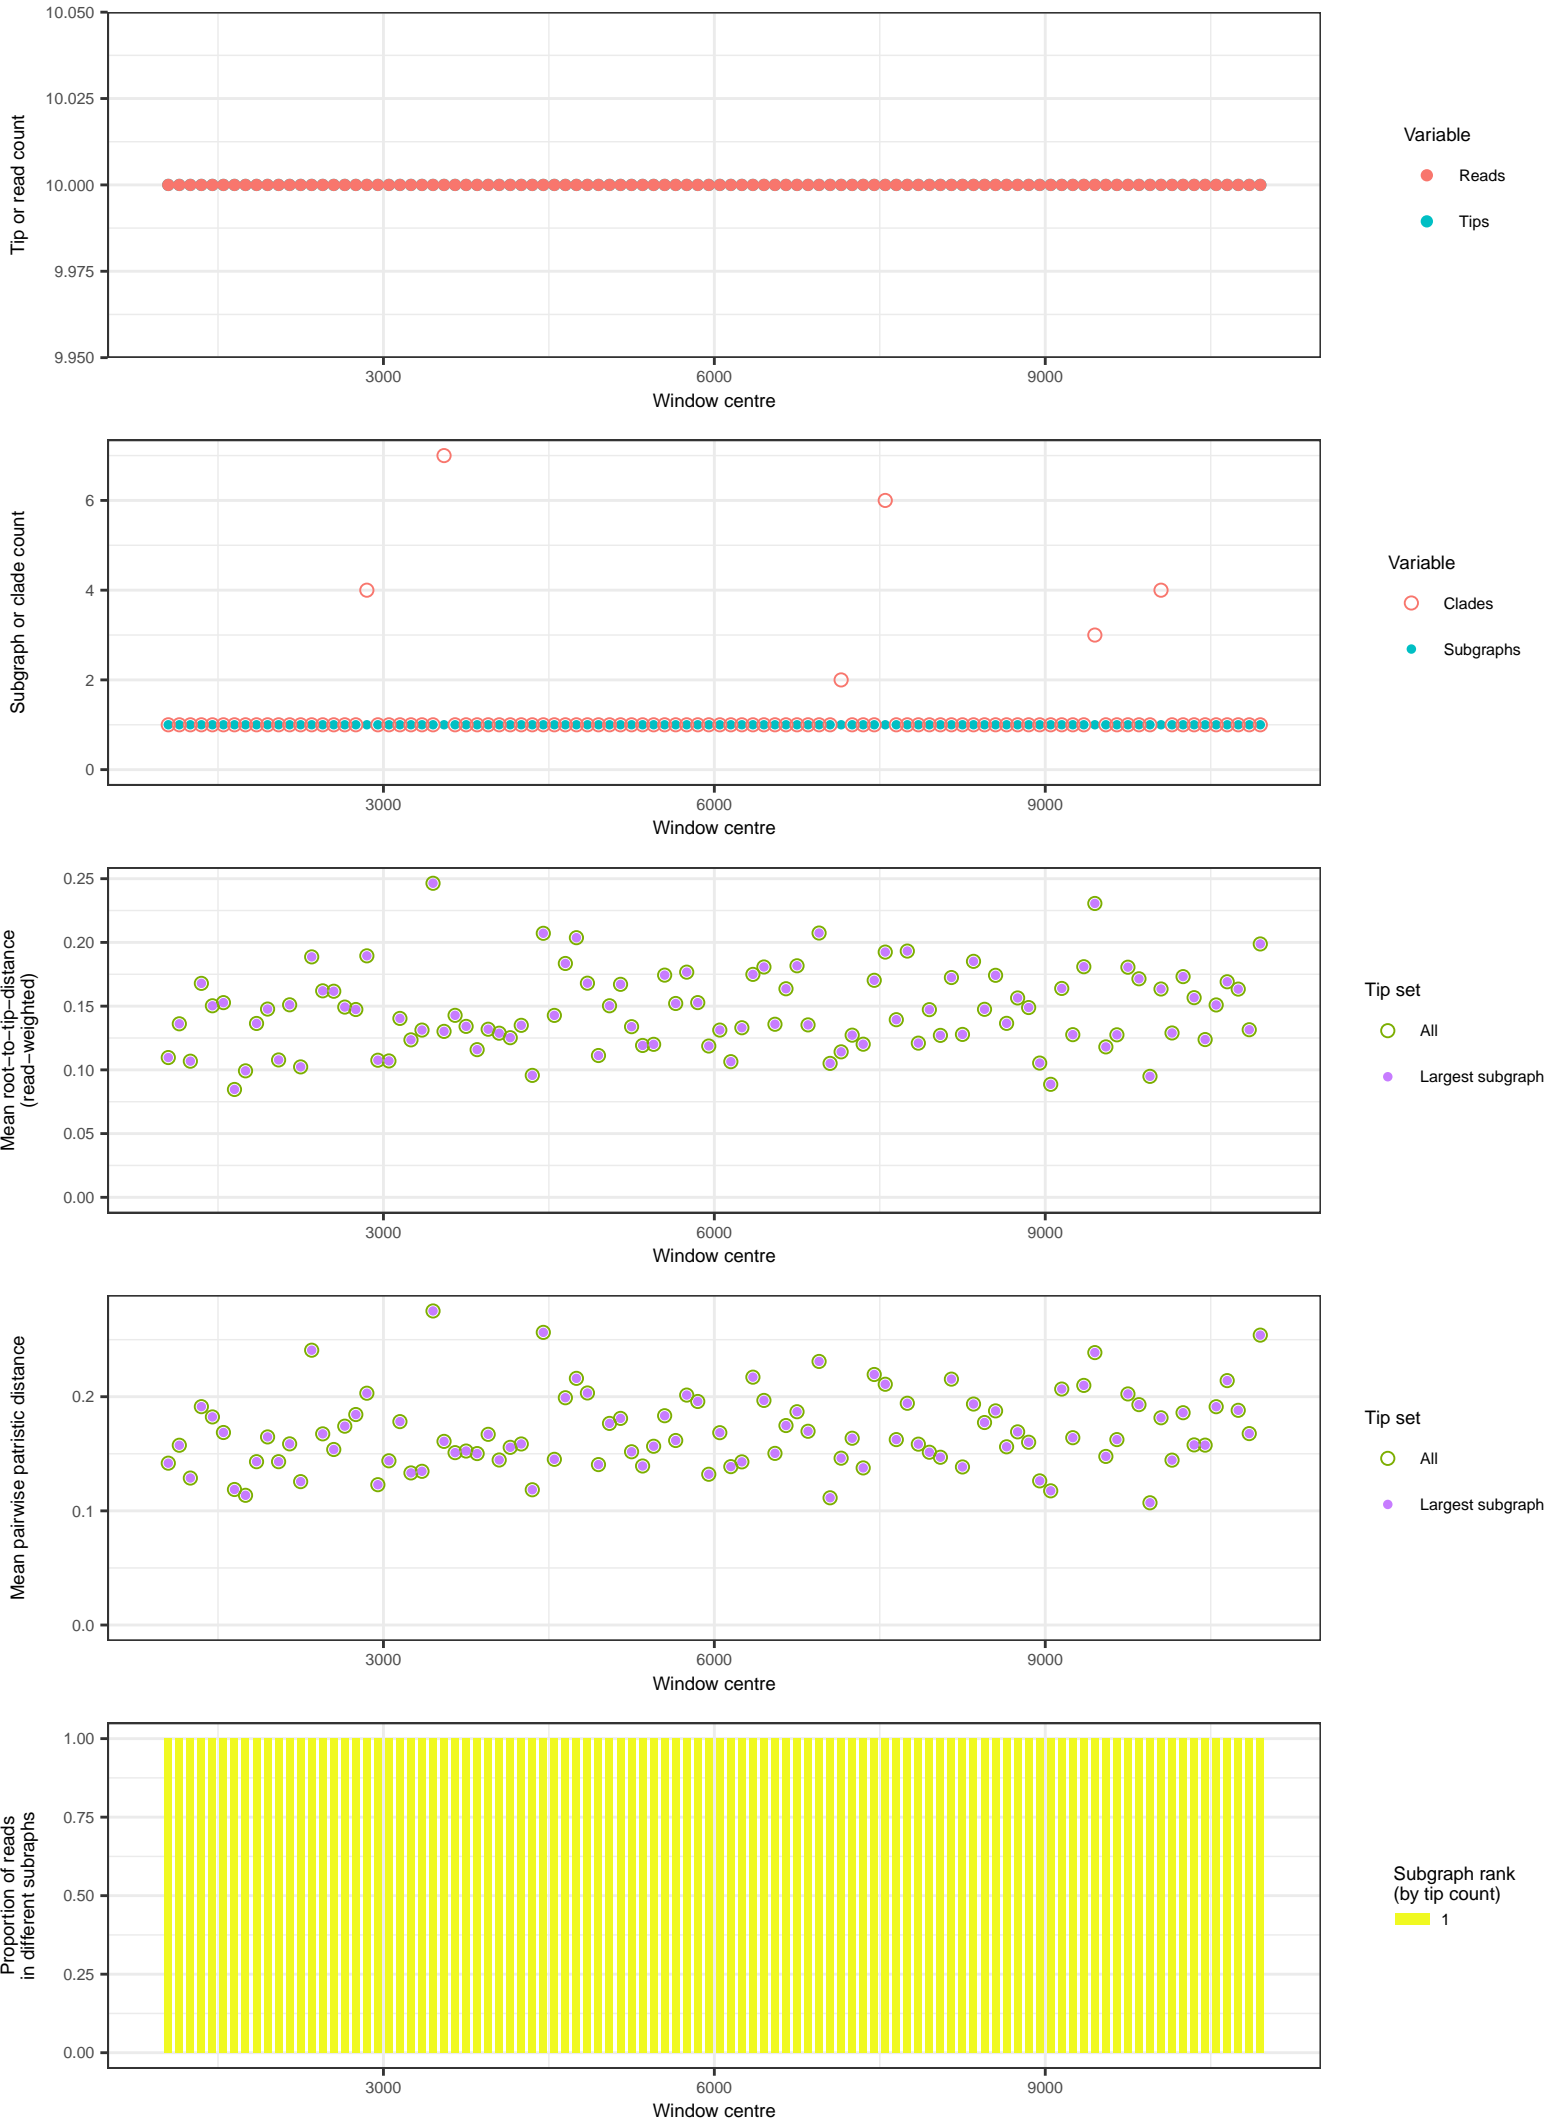 10.050
10.025
10.000
9.975
9.950
Tip or read count
3000 6000 9000
Window centre
Variable
Reads
Tips
6
4
2
0
Subgraph or clade count
3000 6000 9000
Window centre
Variable
Clades
Subgraphs
0.25
0.20
0.15
0.10
0.05
0.00
Mean root−to−tip−distance
(read−weighted)
3000 6000 9000
Window centre
Tip set
All
Largest subgraph
0.2
0.1
0.0
Mean pairwise patristic distance
3000 6000 9000
Window centre
Tip set
All
Largest subgraph
1.00
0.75
0.50
0.25
0.00
Proportion of reads
in different subraphs
3000 6000 9000
Window centre
Subgraph rank
(by tip count)
1